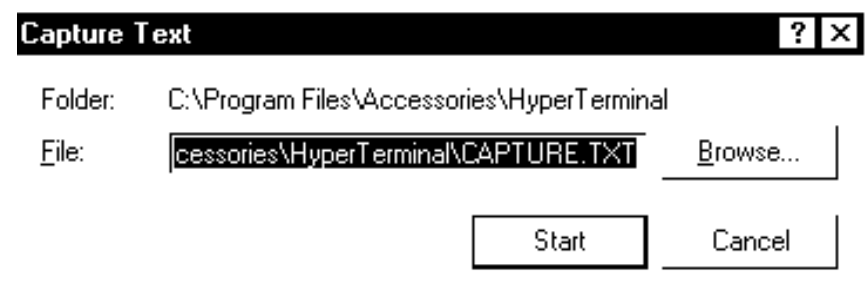 Capture Text
? X
Folder: C:\Program Files\Accessories\HyperTerminal
File: cessories\HyperTerminal\CAPTURE.TXT Browse...
Start Cancel